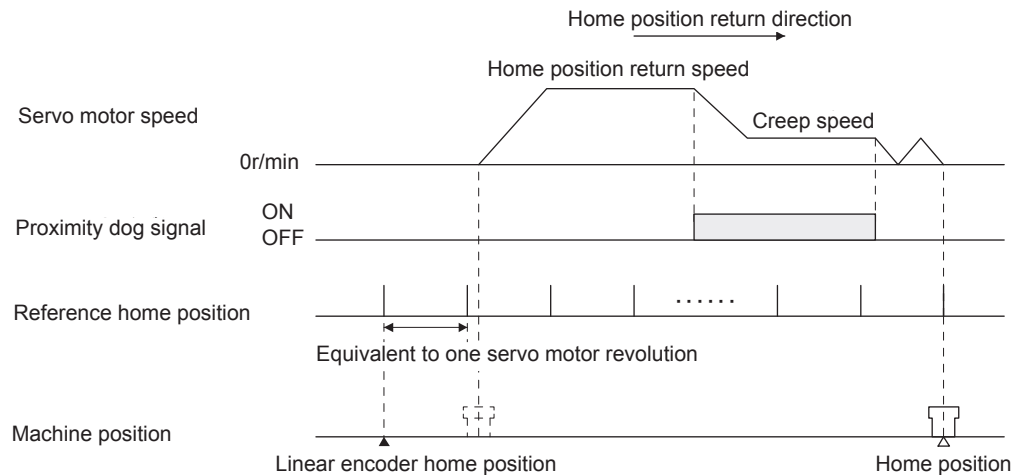 Home position return direction
Home position return speed
Servo motor speed
Creep speed
0r/min
ON
Proximity dog signal
OFF
Reference home position
Equivalent to one servo motor revolution
Machine position
Linear encoder home position
Home position